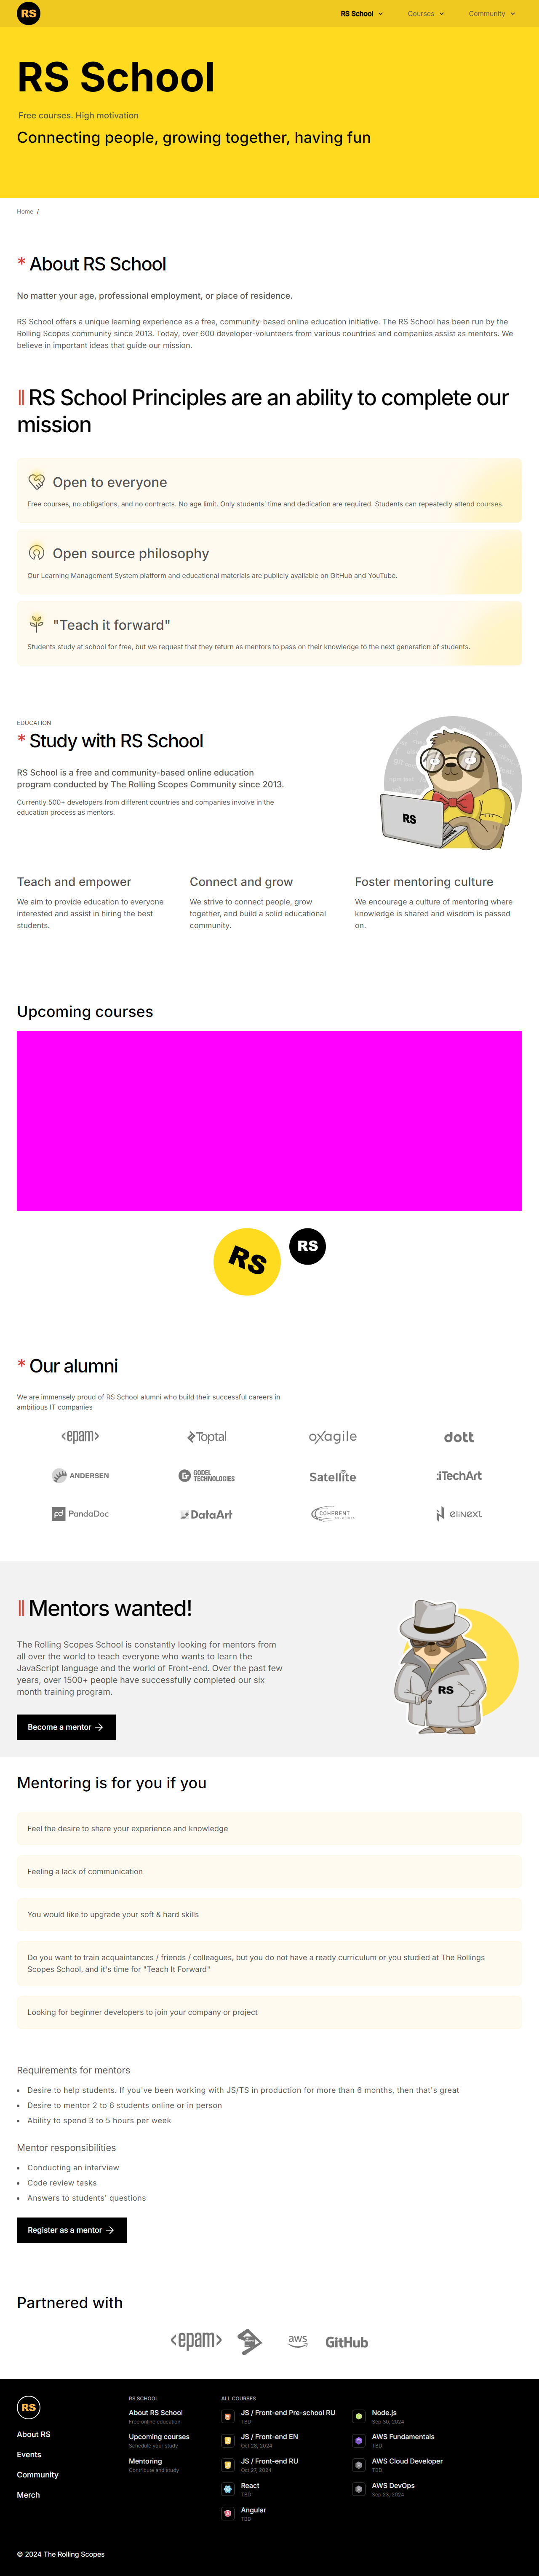 RS
RS School
Courses
Community
RS School
Free courses. High motivation
Connecting people, growing together, having fun
Home /
* About RS School
No matter your age, professional employment, or place of residence.
RS School offers a unique learning experience as a free, community-based online education initiative. The RS School has been run by the
Rolling Scopes community since 2013. Today, over 600 developer-volunteers from various countries and companies assist as mentors. We
believe in important ideas that guide our mission.
RS School Principles are an ability to complete our
mission
Open to everyone
Free courses, no obligations, and no contracts. No age limit. Only students' time and dedication are required. Students can repeatedly attend courses.
Open source philosophy
Our Learning Management System platform and educational materials are publicly available on GitHub and YouTube.
"Teach it forward"
Students study at school for free, but we request that they return as mentors to pass on their knowledge to the next generation of students.
EDUCATION
* Study with RS School
RS School is a free and community-based online education
program conducted by The Rolling Scopes Community since 2013.
Currently 500+ developers from different countries and companies involve in the
education process as mentors.
RS
Teach and empower
We aim to provide education to everyone
interested and assist in hiring the best
students.
Connect and grow
We strive to connect people, grow
together, and build a solid educational
community.
Foster mentoring culture
We encourage a culture of mentoring where
knowledge is shared and wisdom is passed
on.
Upcoming courses
RS
RS
* Our alumni
We are immensely proud of RS School alumni who build their successful careers in
ambitious IT companies
<epam>
Toptal
oxagile
dott
ANDERSEN
GODEL
TECHNOLOGIES
Satellite
:iTechArt
pd PandaDoc
DataArt
COHERENT
SOLUTIONS
elinext
Mentors wanted!
The Rolling Scopes School is constantly looking for mentors from
all over the world to teach everyone who wants to learn the
JavaScript language and the world of Front-end. Over the past few
years, over 1500+ people have successfully completed our six
month training program.
Become a mentor
RS
Mentoring is for you if you
Feel the desire to share your experience and knowledge
Feeling a lack of communication
You would like to upgrade your soft & hard skills
Do you want to train acquaintances / friends / colleagues, but you do not have a ready curriculum or you studied at The Rollings
Scopes School, and it's time for "Teach It Forward"
Looking for beginner developers to join your company or project
Requirements for mentors
• Desire to help students. If you've been working with JS/TS in production for more than 6 months, then that's great
• Desire to mentor 2 to 6 students online or in person
• Ability to spend 3 to 5 hours per week
Mentor responsibilities
• Conducting an interview
• Code review tasks
• Answers to students' questions
Register as a mentor
Partnered with
<epam>
aws
GitHub
RS
About RS
Events
Community
Merch
RS SCHOOL
About RS School
Free online education
Upcoming courses
Schedule your study
Mentoring
Contribute and study
ALL COURSES
JS / Front-end Pre-school RU
TBD
JS / Front-end EN
Oct 28, 2024
JS / Front-end RU
Oct 27, 2024
React
TBD
Angular
TBD
Node.js
Sep 30, 2024
AWS Fundamentals
TBD
AWS Cloud Developer
TBD
AWS DevOps
Sep 23, 2024
© 2024 The Rolling Scopes